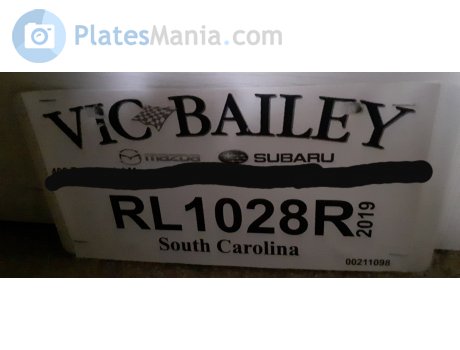 PlatesMania.com
ViC BAILEY
mazda SUBARU
RL1028R 2019
South Carolina
00211098